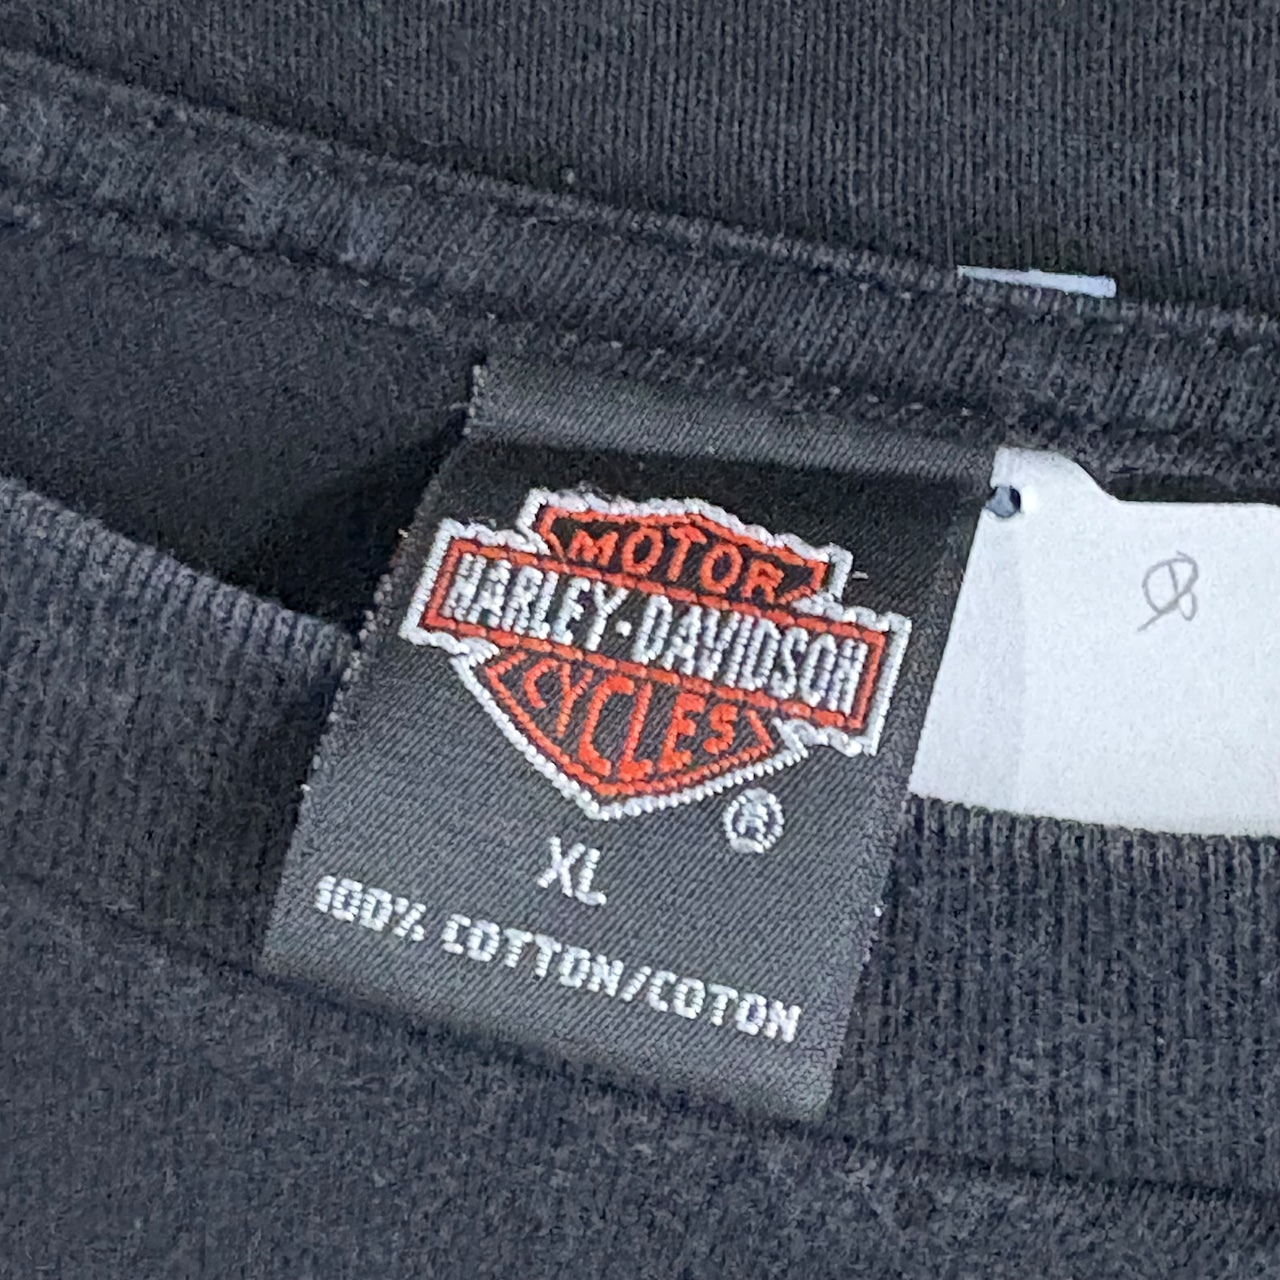 MOTOR
HARLEY-DAVIDSON
CYCLES
®
XL
100% COTTON/COTON